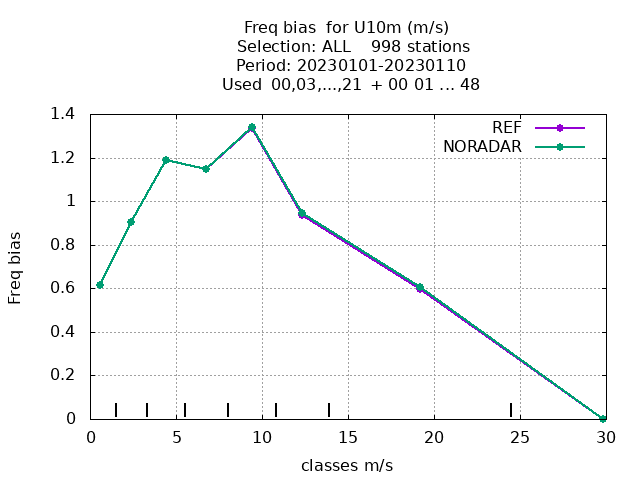 Freq bias  for U10m (m/s)
Selection: ALL    998 stations
Period: 20230101-20230110
Used  00,03,...,21  + 00 01 ... 48
REF
NORADAR
1.4
1.2
1
0.8
0.6
0.4
0.2
0
Freq bias
0 5 10 15 20 25 30
classes m/s